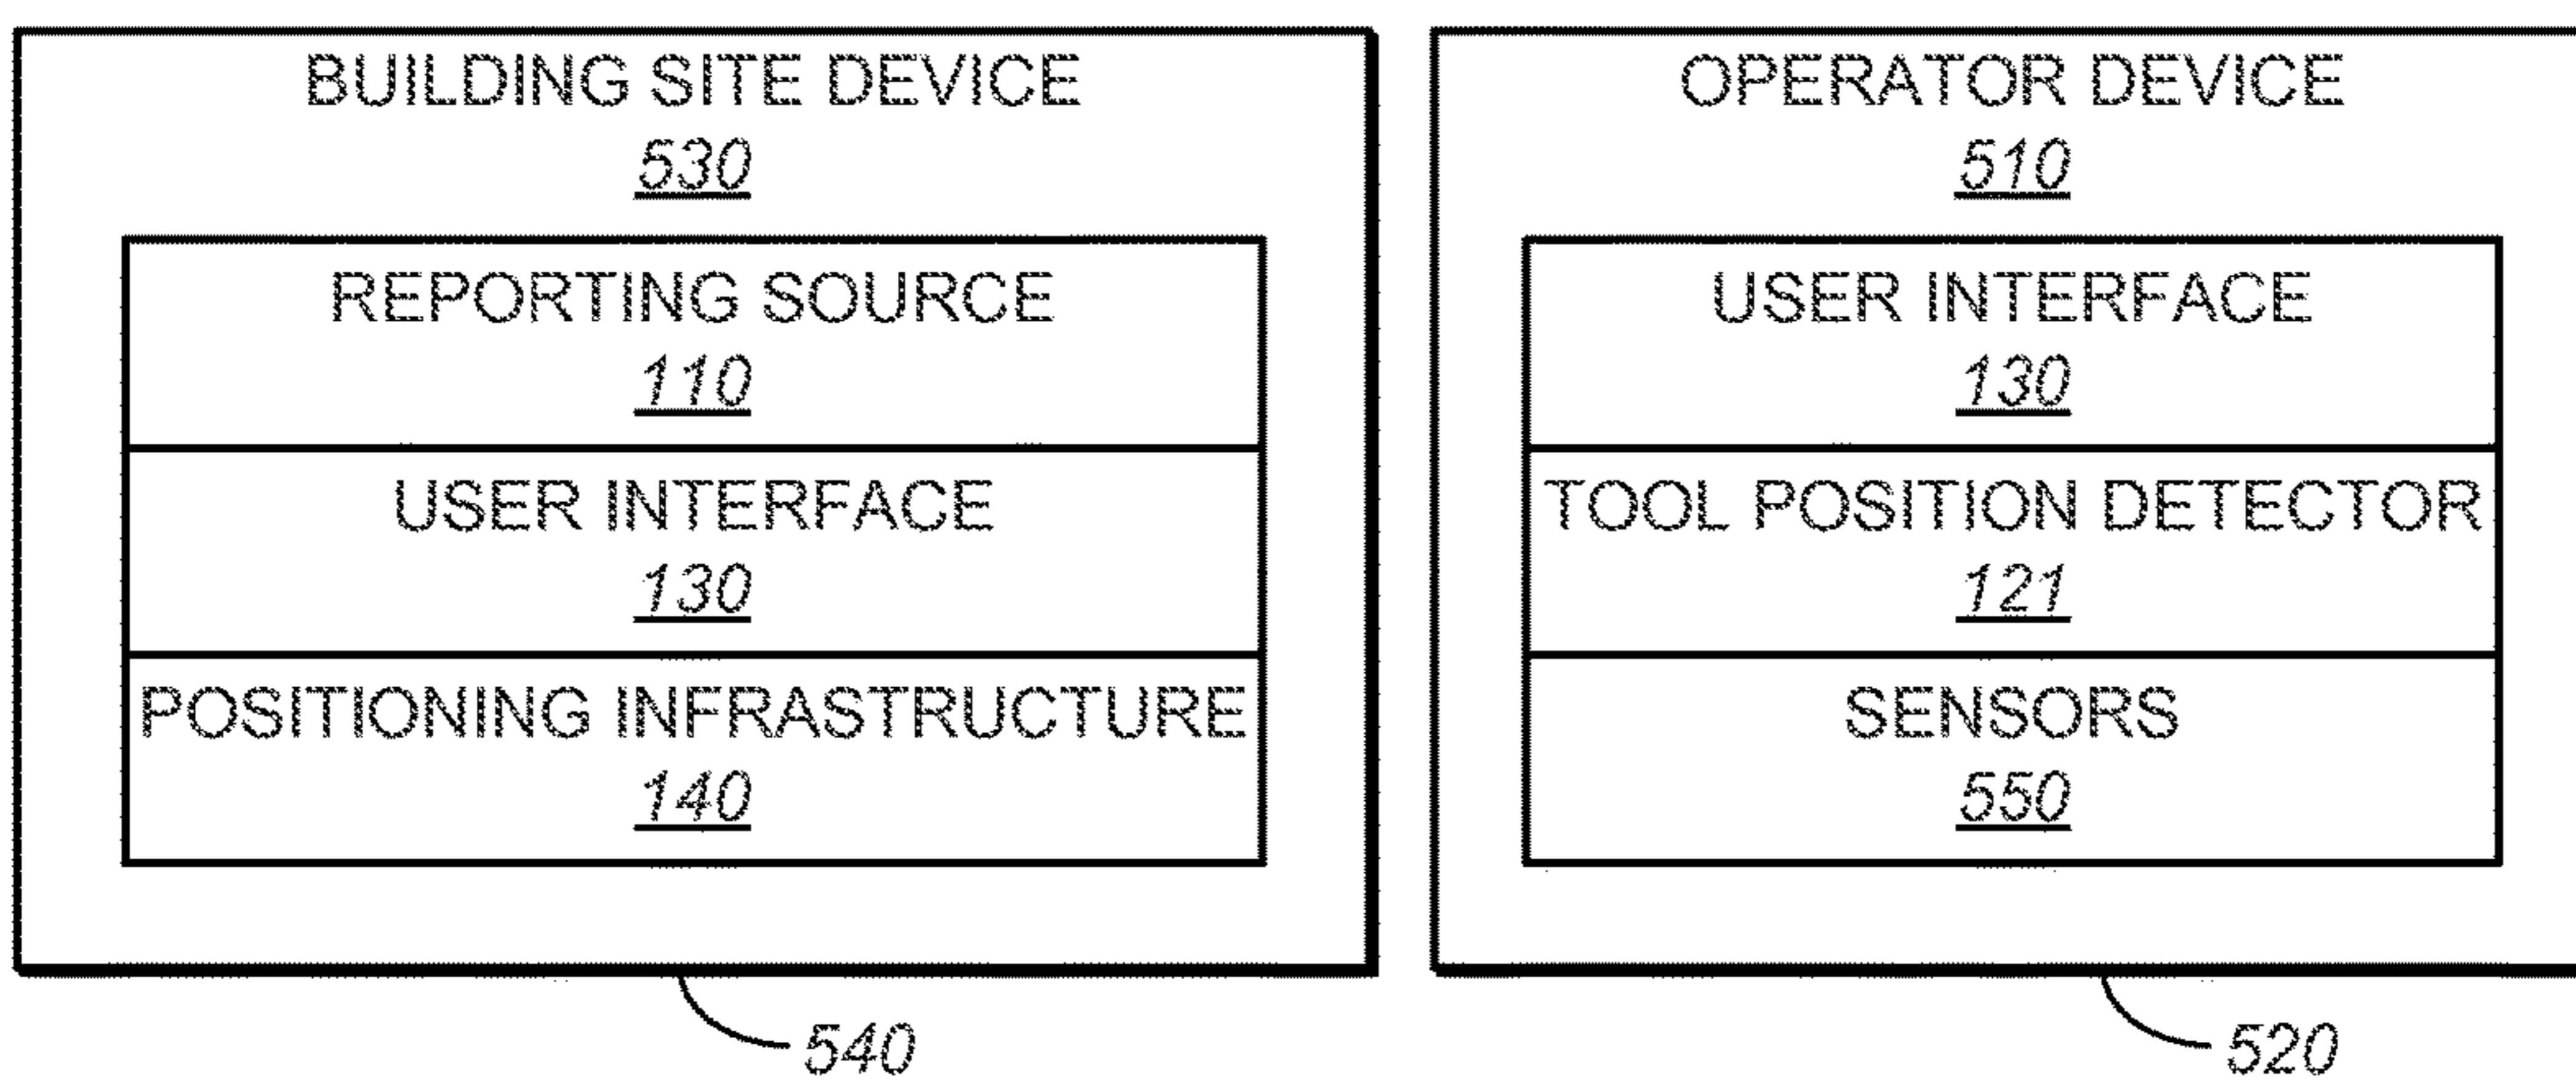 BUILDING SITE DEVICE
530
REPORTING SOURCE
110
USER INTERFACE
130
POSITIONING INFRASTRUCTURE
140
540
OPERATOR DEVICE
510
USER INTERFACE
130
TOOL POSITION DETECTOR
121
SENSORS
550
520